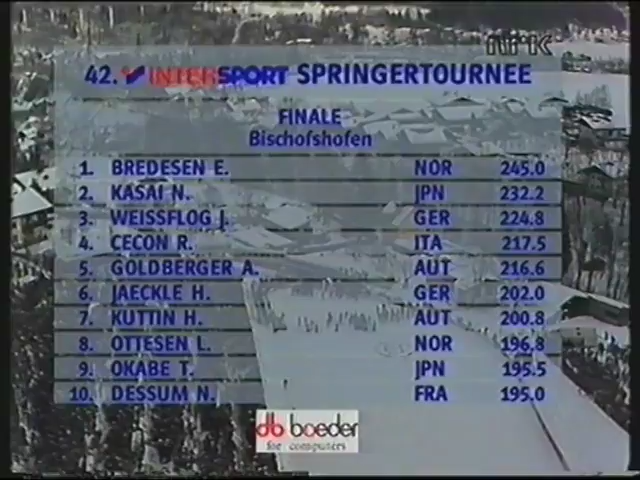 NRK
42. INTERSPORT SPRINGERTOURNEE
FINALE
Bischofshofen
1. BREDESEN E. NOR 245.0
2. KASAI N. JPN 232.2
3. WEISSFLOG J. GER 224.8
4. CECON R. ITA 217.5
5. GOLDBERGER A. AUT 216.6
6. JAECKLE H. GER 202.0
7. KUTTIN H. AUT 200.8
8. OTTESEN L. NOR 196.8
9. OKABE T. JPN 195.5
10. DESSUM N. FRA 195.0
db boeder
for computers